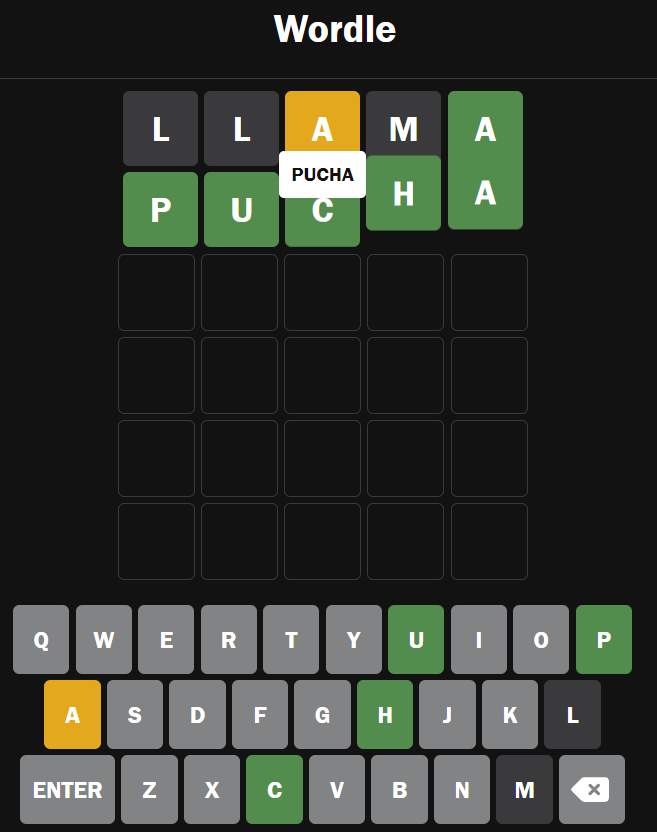 Wordle
L L A M A
PUCHA
P U C H A
Q W E R T Y U I O P
A S D F G H J K L
ENTER Z X C V B N M